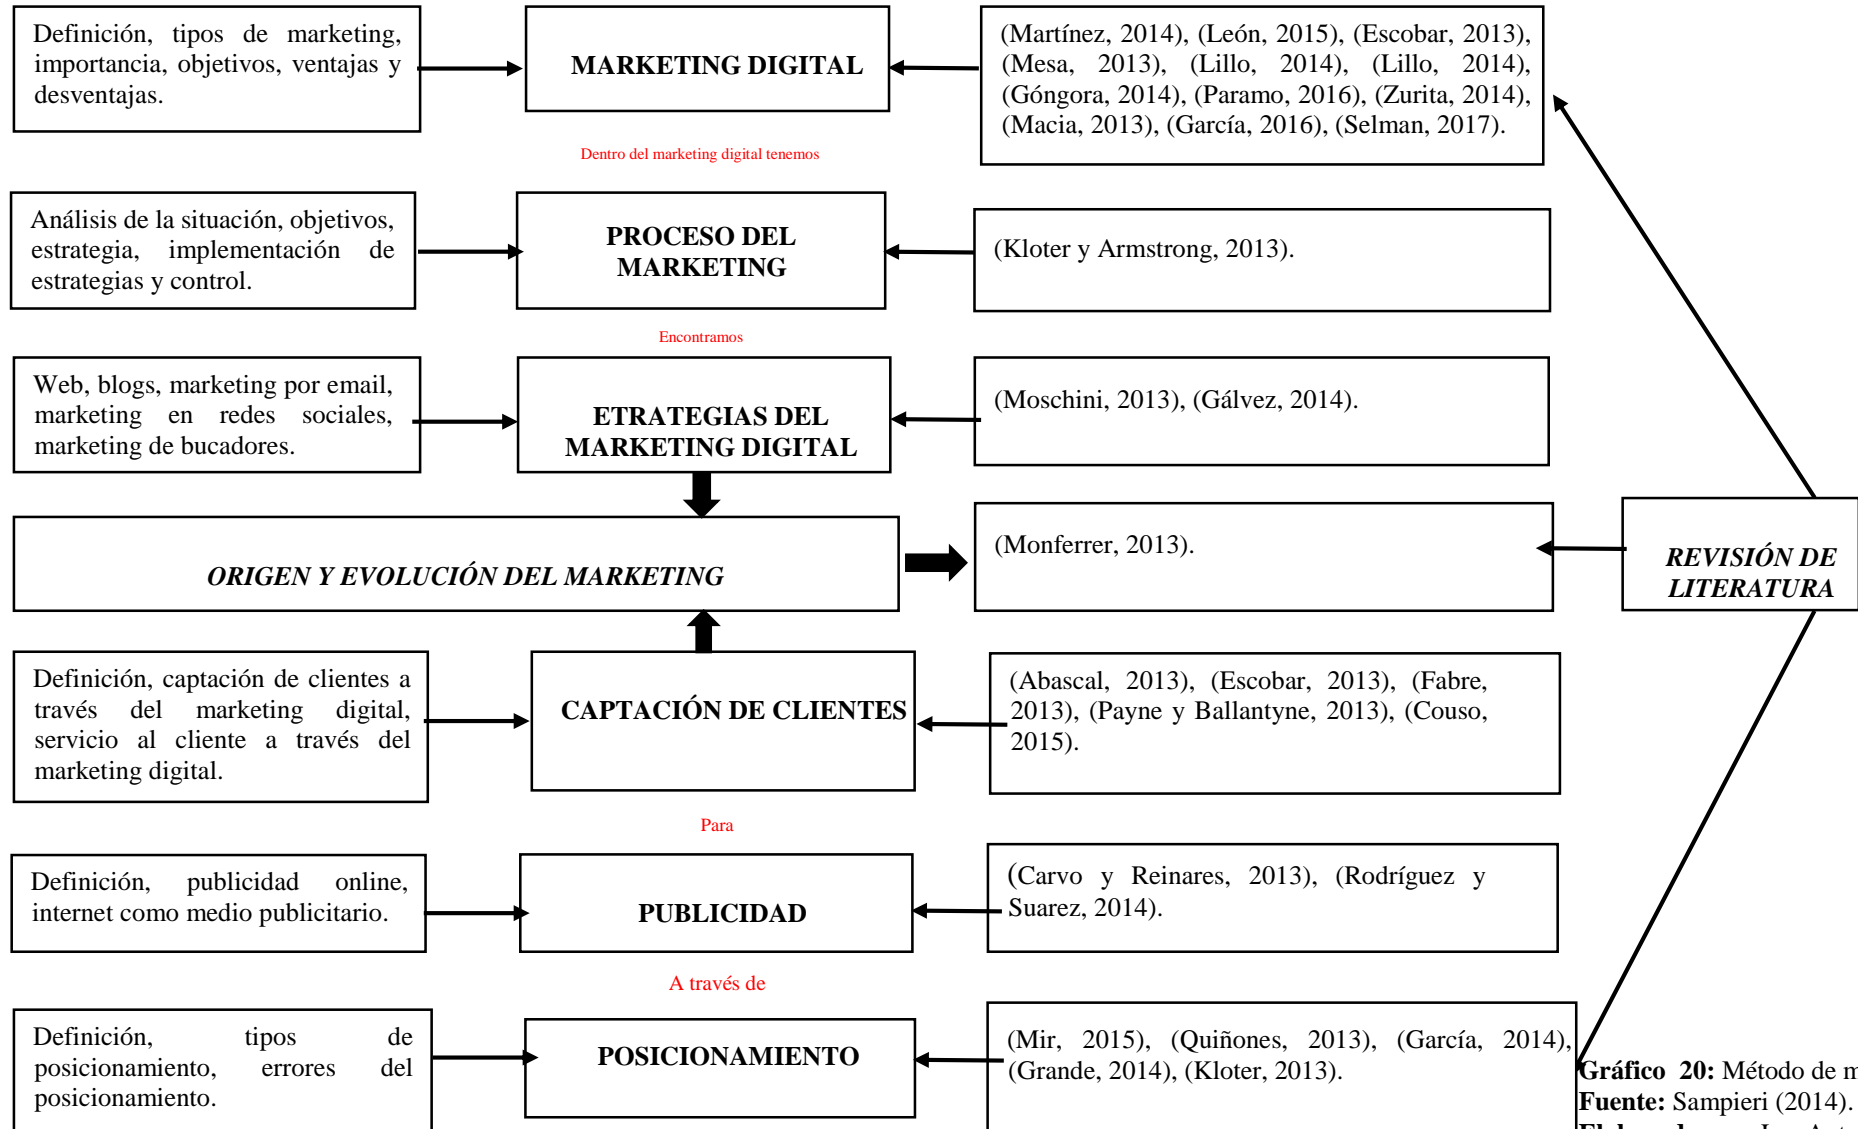 Definición, tipos de marketing,
importancia, objetivos, ventajas y
desventajas.
MARKETING DIGITAL
(Martínez, 2014), (León, 2015), (Escobar, 2013),
(Mesa, 2013), (Lillo, 2014), (Lillo, 2014),
(Góngora, 2014), (Paramo, 2016), (Zurita, 2014),
(Macia, 2013), (García, 2016), (Selman, 2017).
Dentro del marketing digital tenemos
Análisis de la situación, objetivos,
estrategia, implementación de
estrategias y control.
PROCESO DEL
MARKETING
(Kloter y Armstrong, 2013).
Encontramos
Web, blogs, marketing por email,
marketing en redes sociales,
marketing de bucadores.
ETRATEGIAS DEL
MARKETING DIGITAL
(Moschini, 2013), (Gálvez, 2014).
ORIGEN Y EVOLUCIÓN DEL MARKETING
(Monferrer, 2013).
REVISIÓN DE
LITERATURA
Definición, captación de clientes a
través del marketing digital,
servicio al cliente a través del
marketing digital.
CAPTACIÓN DE CLIENTES
(Abascal, 2013), (Escobar, 2013), (Fabre,
2013), (Payne y Ballantyne, 2013), (Couso,
2015).
Para
Definición, publicidad online,
internet como medio publicitario.
PUBLICIDAD
(Carvo y Reinares, 2013), (Rodríguez y
Suarez, 2014).
A través de
Definición, tipos de
posicionamiento, errores del
posicionamiento.
POSICIONAMIENTO
(Mir, 2015), (Quiñones, 2013), (García, 2014),
(Grande, 2014), (Kloter, 2013).
Gráfico 20: Método de m
Fuente: Sampieri (2014).